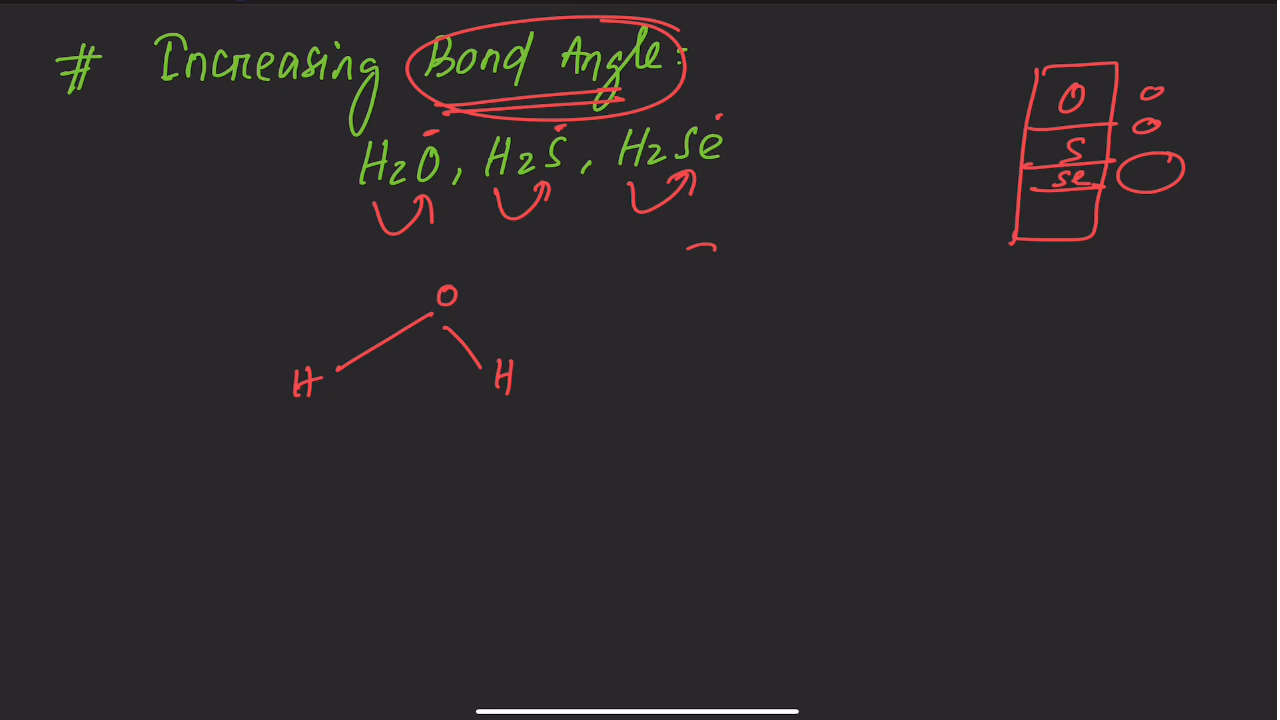 # Increasing Bond Angle:
H2O, H2S, H2Se
O
S
Se
O
H H